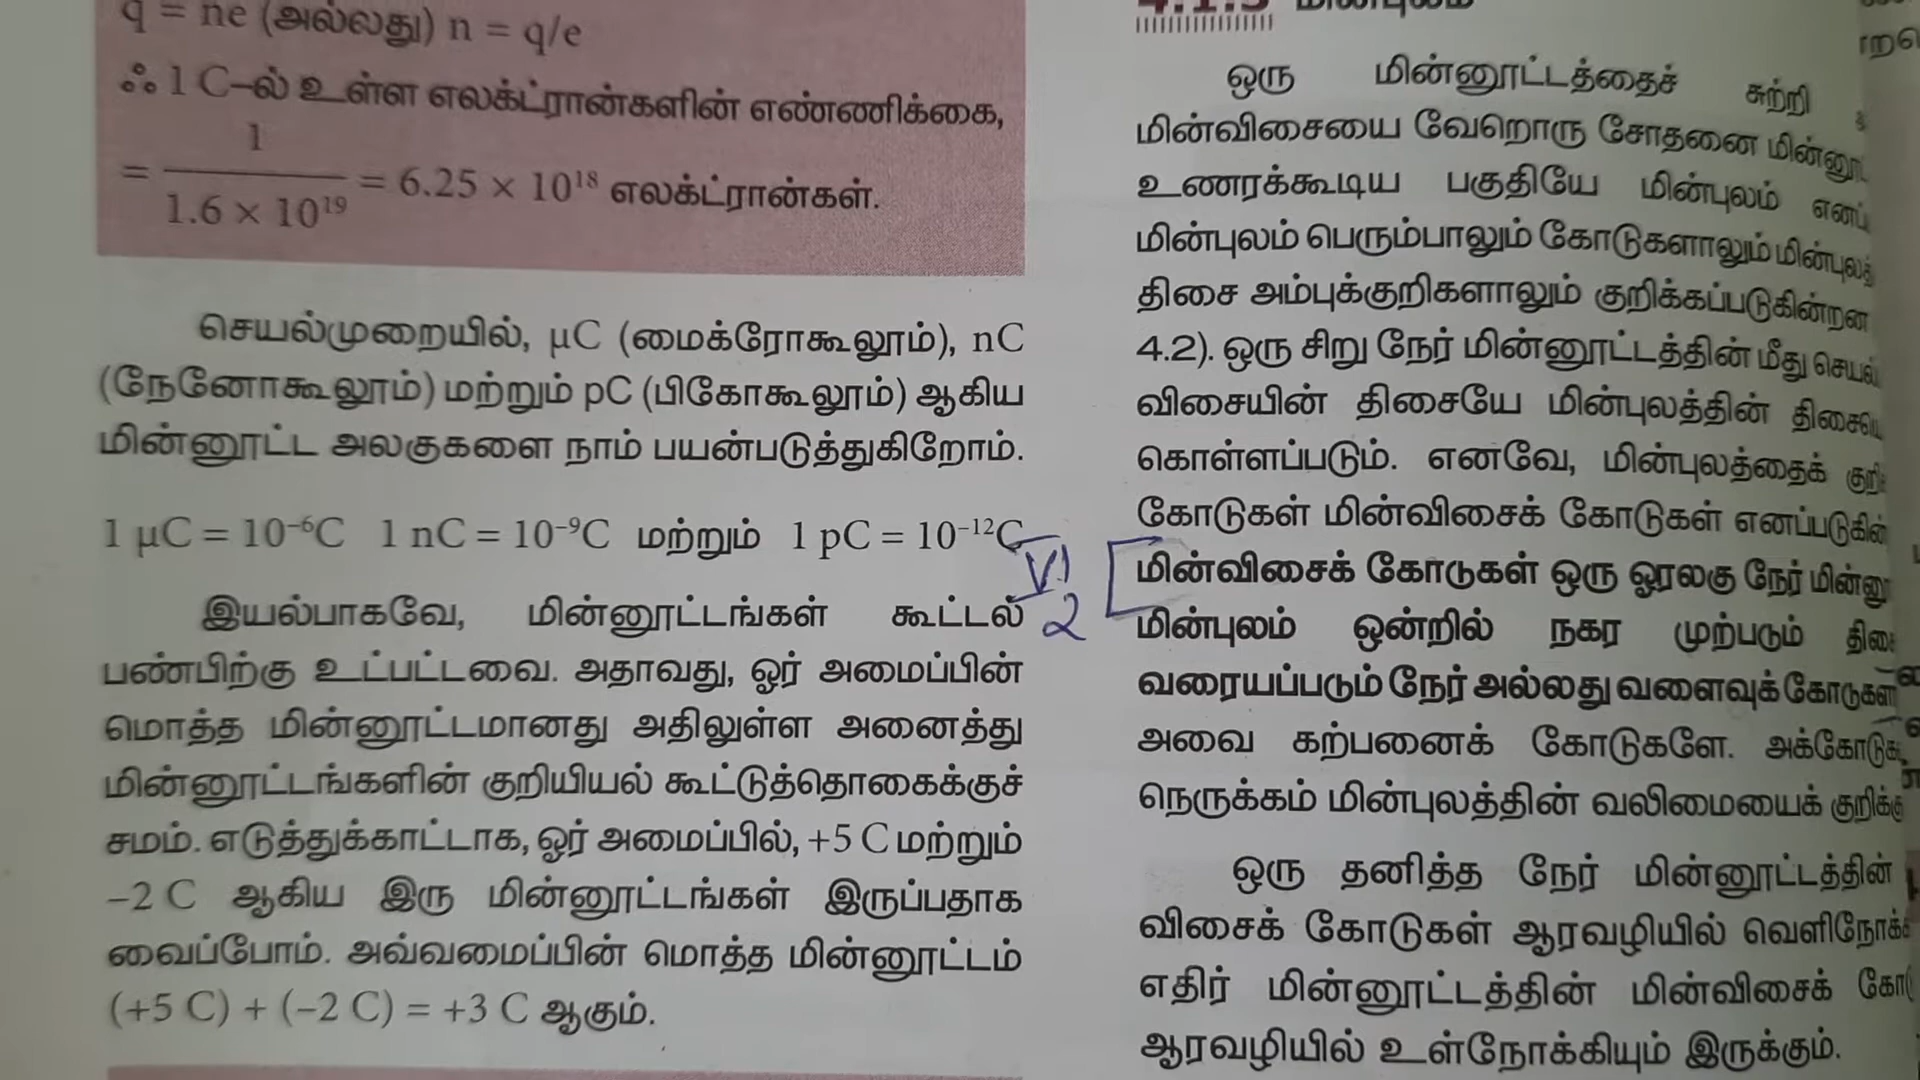 q = ne (அல்லது) n = q/e
ஃ 1 C–ல் உள்ள எலக்ட்ரான்களின் எண்ணிக்கை,
= 1 / 1.6 × 10¹⁹ = 6.25 × 10¹⁸ எலக்ட்ரான்கள்.
செயல்முறையில், µC (மைக்ரோகூலூம்), nC
(நேனோகூலூம்) மற்றும் pC (பிகோகூலூம்) ஆகிய
மின்னூட்ட அலகுகளை நாம் பயன்படுத்துகிறோம்.
1 µC = 10⁻⁶C 1 nC = 10⁻⁹C மற்றும் 1 pC = 10⁻¹²C
இயல்பாகவே, மின்னூட்டங்கள் கூட்டல்
பண்பிற்கு உட்பட்டவை. அதாவது, ஓர் அமைப்பின்
மொத்த மின்னூட்டமானது அதிலுள்ள அனைத்து
மின்னூட்டங்களின் குறியியல் கூட்டுத்தொகைக்குச்
சமம். எடுத்துக்காட்டாக, ஓர் அமைப்பில், +5 C மற்றும்
–2 C ஆகிய இரு மின்னூட்டங்கள் இருப்பதாக
வைப்போம். அவ்வமைப்பின் மொத்த மின்னூட்டம்
(+5 C) + (–2 C) = +3 C ஆகும்.
4.1.3 மின்புலம்
ஒரு மின்னூட்டத்தைச் சுற்றி
மின்விசையை வேறொரு சோதனை
உணரக்கூடிய பகுதியே மின்புலம்
மின்புலம் பெரும்பாலும் கோடுகளாலும்
திசை அம்புக்குறிகளாலும் குறிக்கப்படுகின்றன
4.2). ஒரு சிறு நேர் மின்னூட்டத்தின் மீது
விசையின் திசையே மின்புலத்தின்
கொள்ளப்படும். எனவே, மின்புலத்தைக்
கோடுகள் மின்விசைக் கோடுகள்
VI
2
மின்விசைக் கோடுகள் ஒரு ஓரலகு நேர்
மின்புலம் ஒன்றில் நகர முற்படும்
வரையப்படும் நேர் அல்லது வளைவுக்
அவை கற்பனைக் கோடுகளே.
நெருக்கம் மின்புலத்தின் வலிமையைக்
ஒரு தனித்த நேர் மின்னூட்டத்தின்
விசைக் கோடுகள் ஆரவழியில்
எதிர் மின்னூட்டத்தின் மின்விசைக்
ஆரவழியில் உள்நோக்கியும் இருக்கும்.